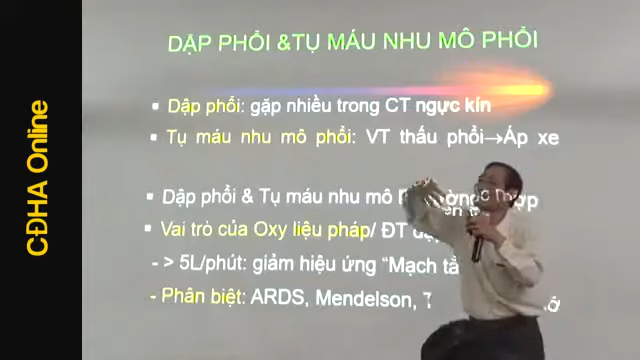 CĐHA Online
DẬP PHỔI &TỤ MÁU NHU MÔ PHỔI
▪ Dập phổi: gặp nhiều trong CT ngực kín
▪ Tụ máu nhu mô phổi: VT thấu phổi→Áp xe
▪ Dập phổi & Tụ máu nhu mô
▪ Vai trò của Oxy liệu pháp/ ĐT
- > 5L/phút: giảm hiệu ứng "Mạch
- Phân biệt: ARDS, Mendelson,